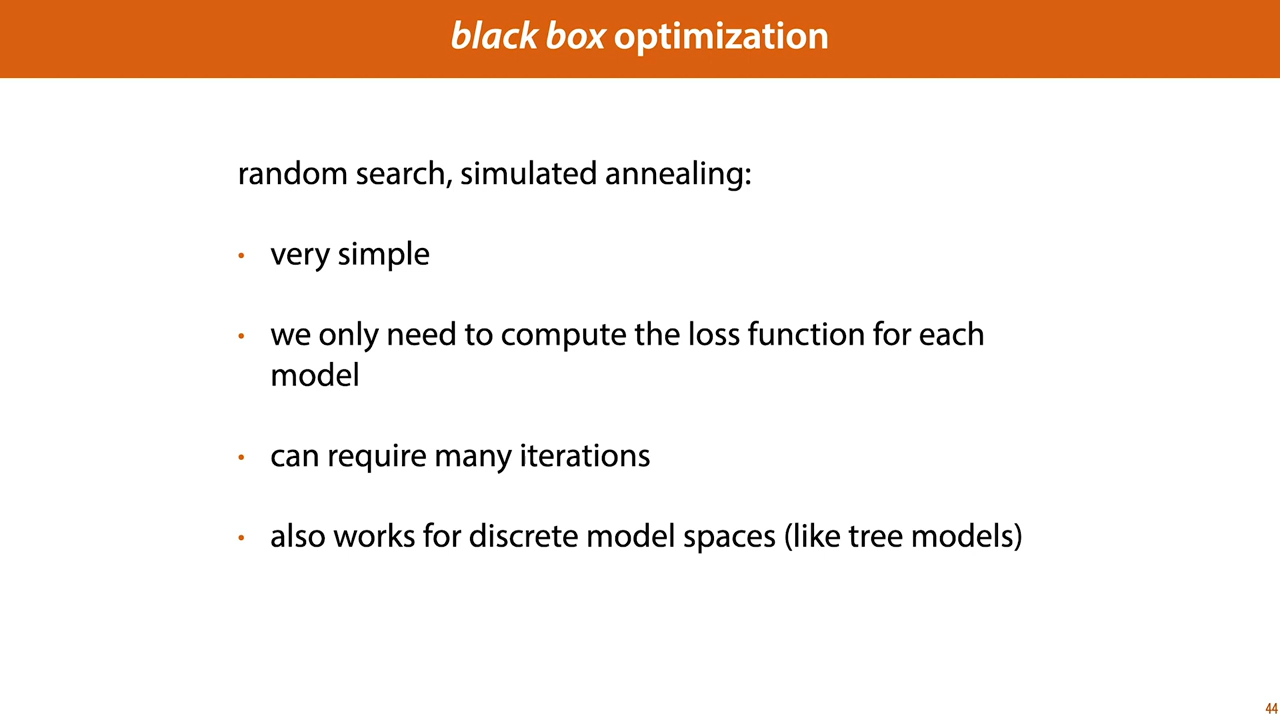 black box optimization
random search, simulated annealing:
• very simple
• we only need to compute the loss function for each
model
• can require many iterations
• also works for discrete model spaces (like tree models)
44